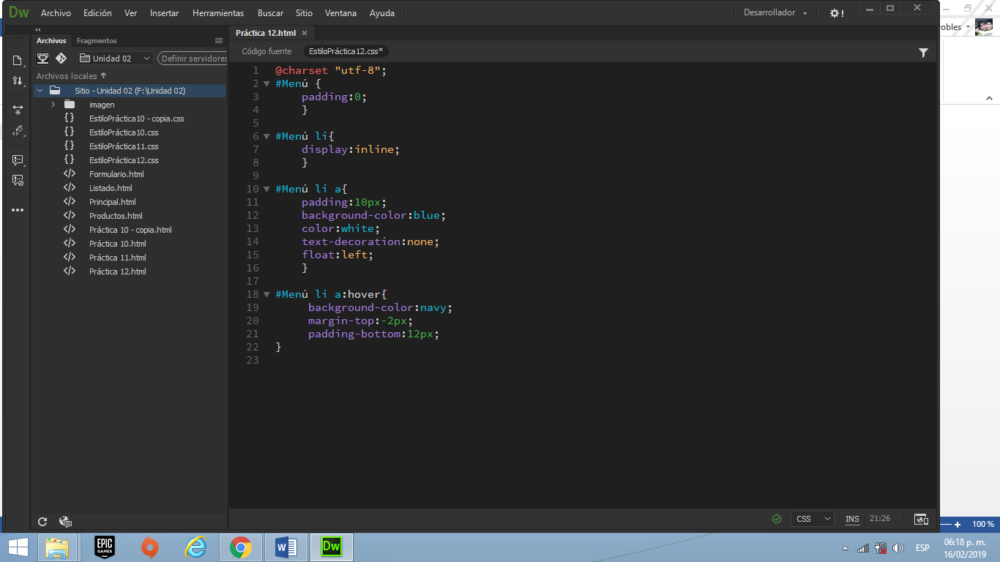 Dw Archivo Edición Ver Insertar Herramientas Buscar Sitio Ventana Ayuda Desarrollador
obles
Archivos Fragmentos
Unidad 02 Definir servidores
Archivos locales
Sitio - Unidad 02 (F:\Unidad 02)
imagen
EstiloPráctica10 - copia.css
EstiloPráctica10.css
EstiloPráctica11.css
EstiloPráctica12.css
Formulario.html
Listado.html
Principal.html
Productos.html
Práctica 10 - copia.html
Práctica 10.html
Práctica 11.html
Práctica 12.html
Práctica 12.html
Código fuente EstiloPráctica12.css*
1 @charset "utf-8";
2 #Menú {
3 padding:0;
4 }
5
6 #Menú li{
7 display:inline;
8 }
9
10 #Menú li a{
11 padding:10px;
12 background-color:blue;
13 color:white;
14 text-decoration:none;
15 float:left;
16 }
17
18 #Menú li a:hover{
19 background-color:navy;
20 margin-top:-2px;
21 padding-bottom:12px;
22 }
23
CSS INS 21:26
100 %
EPIC GAMES
W
Dw
ESP
06:18 p. m.
16/02/2019